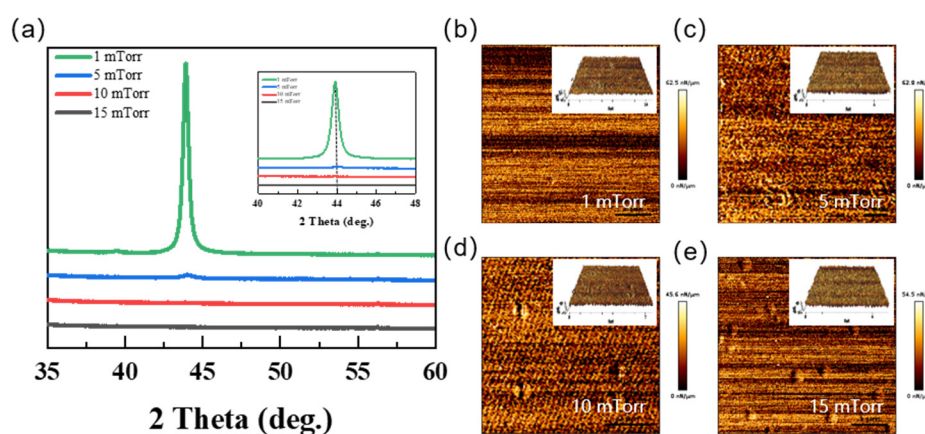 (a)
1 mTorr
5 mTorr
10 mTorr
15 mTorr
1 mTorr
5 mTorr
10 mTorr
15 mTorr
40 42 44 46 48
2 Theta (deg.)
35 40 45 50 55 60
2 Theta (deg.)
(b)
62.5 nN/µm
0 nN/µm
1 mTorr
(c)
62.8 nN/µm
0 nN/µm
5 mTorr
(d)
45.6 nN/µm
0 nN/µm
10 mTorr
(e)
54.5 nN/µm
0 nN/µm
15 mTorr